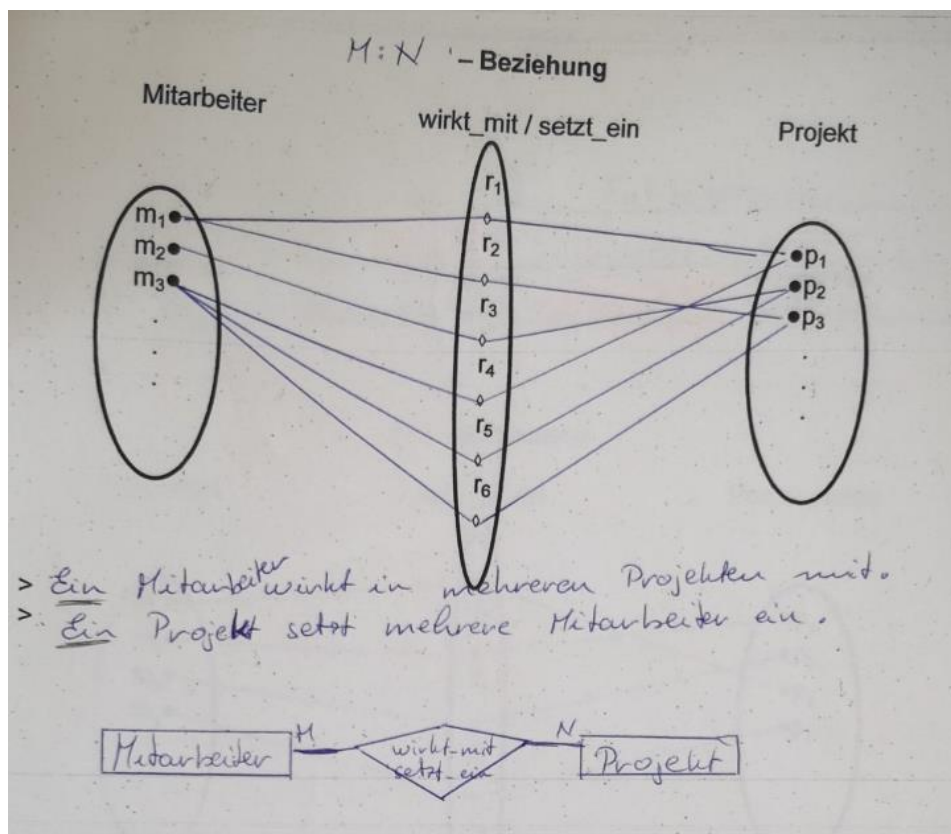 M:N - Beziehung
Mitarbeiter
wirkt_mit / setzt_ein
Projekt
r₁
m₁
r₂
m₂
p₁
m₃
p₂
r₃
p₃
r₄
r₅
r₆
> Ein Mitarbeiter wirkt in mehreren Projekten mit.
> Ein Projekt setzt mehrere Mitarbeiter ein.
M
N
Mitarbeiter
wirkt_mit
setzt_ein
Projekt